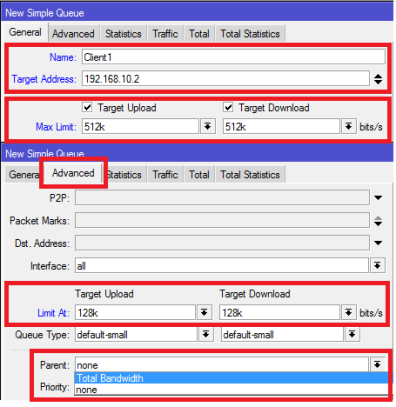 New Simple Queue
General Advanced Statistics Traffic Total Total Statistics
Name: Client1
Target Address: 192.168.10.2
Target Upload Target Download
Max Limit: 512k 512k bits/s
New Simple Queue
General Advanced Statistics Traffic Total Total Statistics
P2P:
Packet Marks:
Dst. Address:
Interface: all
Target Upload Target Download
Limit At: 128k 128k bits/s
Queue Type: default-small default-small
Parent: none
Total Bandwidth
Priority: none